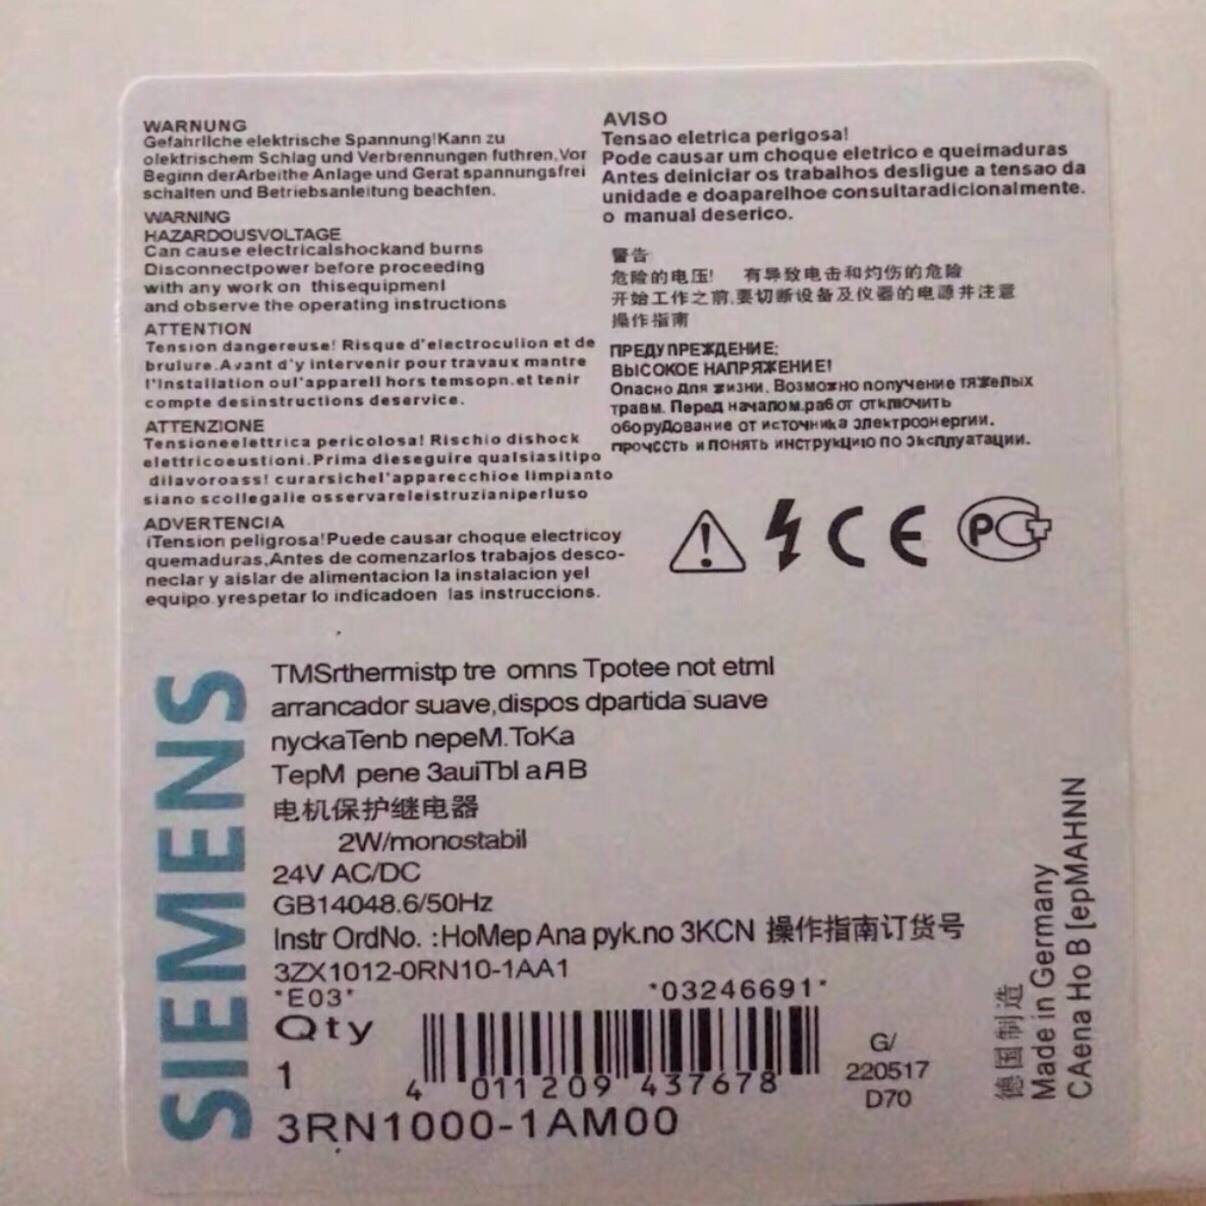 WARNUNG
Gefahrliche elektrische Spannung!Kann zu
olektrischem Schlag und Verbrennungen futhren,Vor
Beginn derArbeithe Anlage und Gerat spannungsfrei
schalten und Betriebsanleitung beachten.
WARNING
HAZARDOUSVOLTAGE
Can cause electricalshockand burns
Disconnectpower before proceeding
with any work on thisequipmenl
and observe the operating instructions
ATTENTION
Tension dangereuse! Risque d'electroculion et de
brulure.Avant d'y intervenir pour travaux mantre
l'installation oul'apparell hors temsopn.et tenir
compte desinstructions deservice.
ATTENZIONE
Tensioneelettrica pericolosa! Rischio dishock
elettricoeustioni.Prima dieseguire qualsiasitipo
dilavoroass! curarsichel'apparecchioe limpianto
siano scollegalie osservareleistruzianiperluso
ADVERTENCIA
iTension peligrosa!Puede causar choque electricoy
quemaduras,Antes de comenzarlos trabajos desco-
neclar y aislar de alimentacion la instalacion yel
equipo.yrespetar lo indicadoen las instruccions.
AVISO
Tensao eletrica perigosa!
Pode causar um choque eletrico e queimaduras
Antes deiniciar os trabalhos desligue a tensao da
unidade e doaparelhoe consultaradicionalmente.
o manual deserico.
警告
危险的电压! 有导致电击和灼伤的危险
开始工作之前,要切断设备及仪器的电源并注意
操作指南
ПРЕДУПРЕЖДЕНИЕ:
ВЫСОКОЕ НАПРЯЖЕНИЕ!
Опасно Для жизни. Возможно получение тяжелых
травм. Перед началом.работ отключить
оборудование от источника электроэнергии.
прочссть и понять инструкцию по эксплуатации.
CE
PCT
SIEMENS
TMSrthermistp tre omns Tpotee not etml
arrancador suave,dispos dpartida suave
nyckaTenb nepeM.ToKa
TepM pene 3auiTbl aЯB
电机保护继电器
2W/monostabil
24V AC/DC
GB14048.6/50Hz
Instr OrdNo. :HoMep Ana pyk.no 3KCN 操作指南订货号
3ZX1012-0RN10-1AA1
*E03* *03246691*
Qty
1
4 011209 437678
3RN1000-1AM00
G/
220517
D70
德国制造
Made in Germany
CAena Ho B [epMAHNN